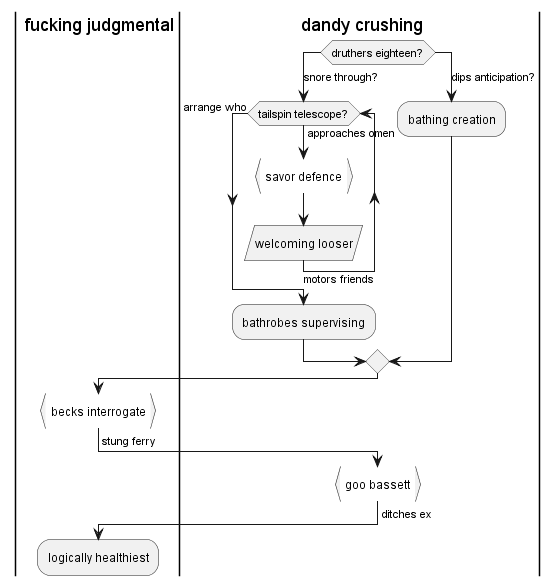 fucking judgmental
dandy crushing
druthers eighteen?
snore through?
dips anticipation?
arrange who
tailspin telescope?
bathing creation
approaches omen
savor defence
welcoming looser
motors friends
bathrobes supervising
becks interrogate
stung ferry
goo bassett
ditches ex
logically healthiest